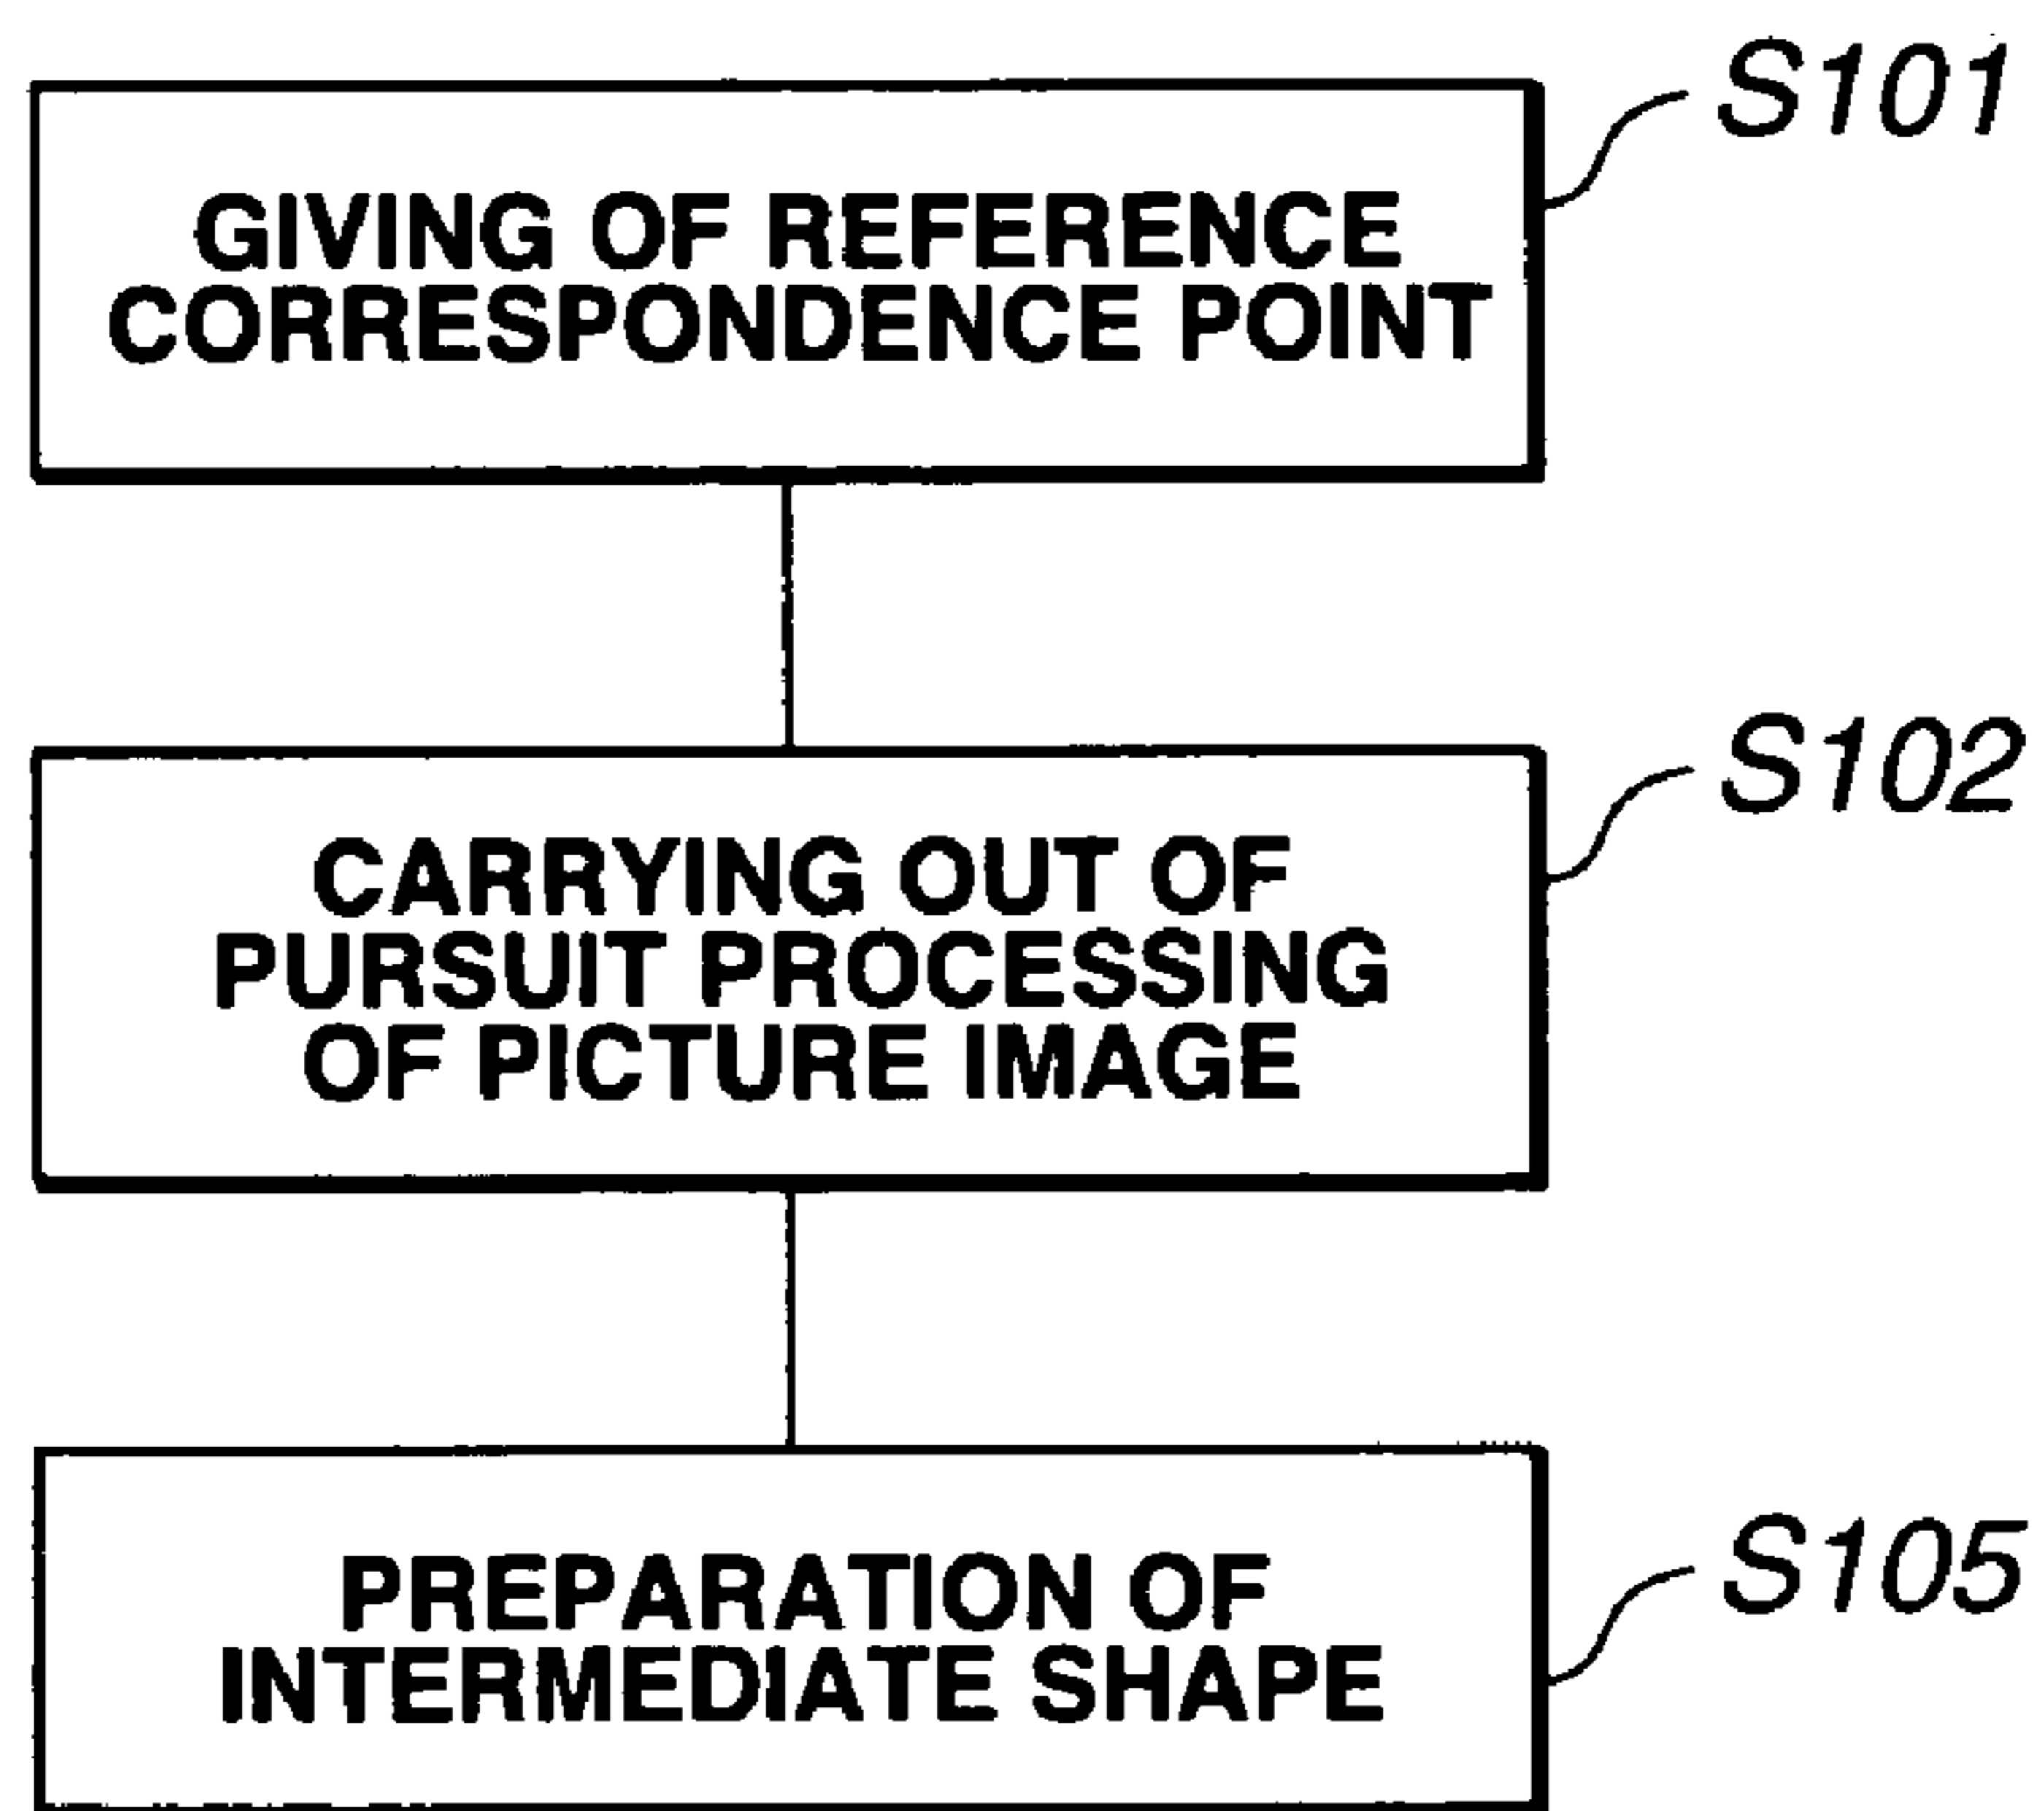 S101
GIVING OF REFERENCE
CORRESPONDENCE POINT
S102
CARRYING OUT OF
PURSUIT PROCESSING
OF PICTURE IMAGE
S105
PREPARATION OF
INTERMEDIATE SHAPE